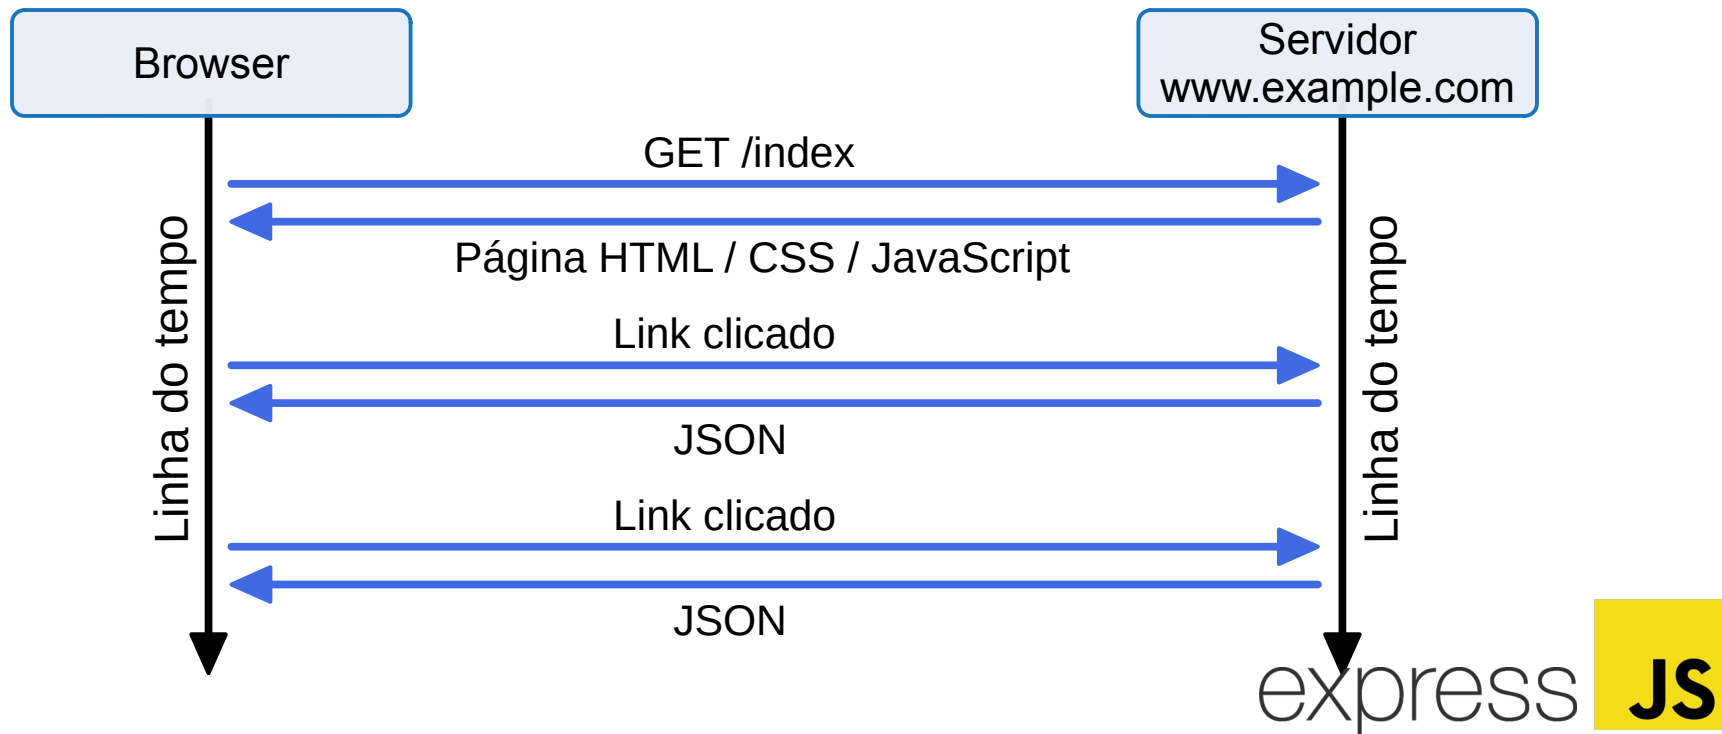 Browser
Servidor
www.example.com
GET /index
Página HTML / CSS / JavaScript
Link clicado
JSON
Link clicado
JSON
Linha do tempo
Linha do tempo
express
JS